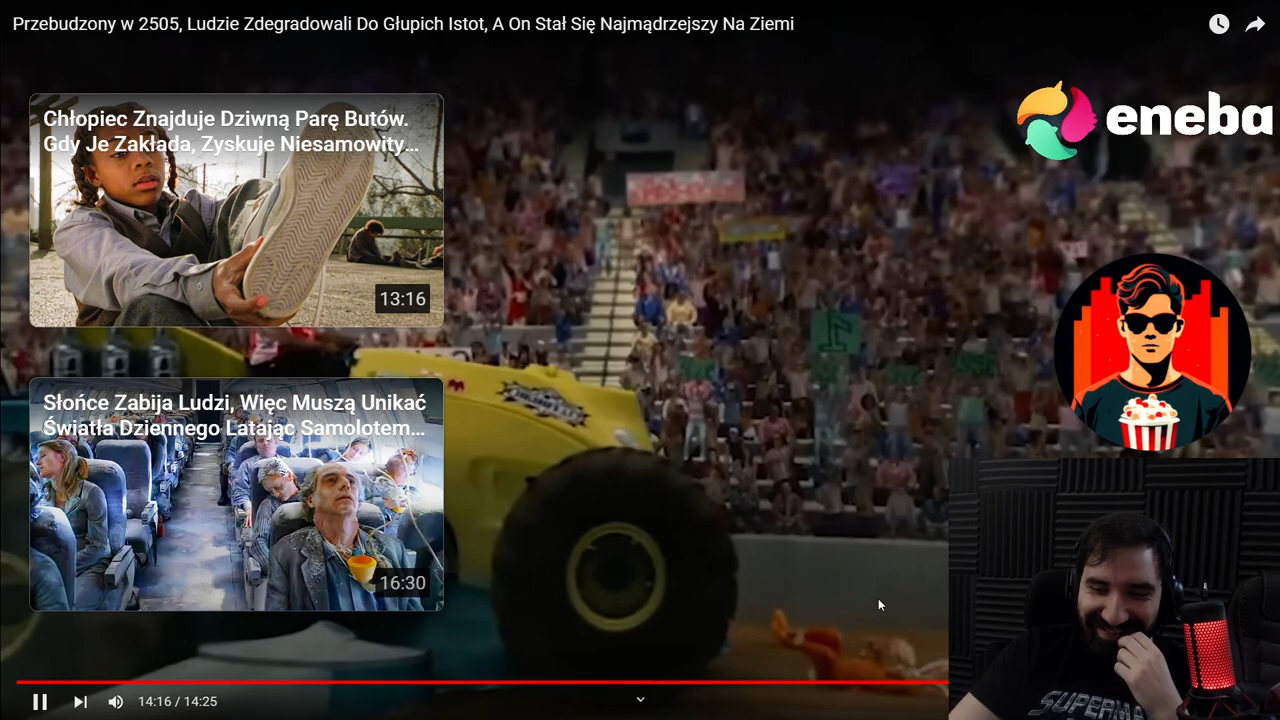 Przebudzony w 2505, Ludzie Zdegradowali Do Głupich Istot, A On Stał Się Najmądrzejszy Na Ziemi
eneba
Chłopiec Znajduje Dziwną Parę Butów.
Gdy Je Zakłada, Zyskuje Niesamowity...
13:16
Słońce Zabija Ludzi, Więc Muszą Unikać
Światła Dziennego Latając Samolotem...
16:30
14:16 / 14:25